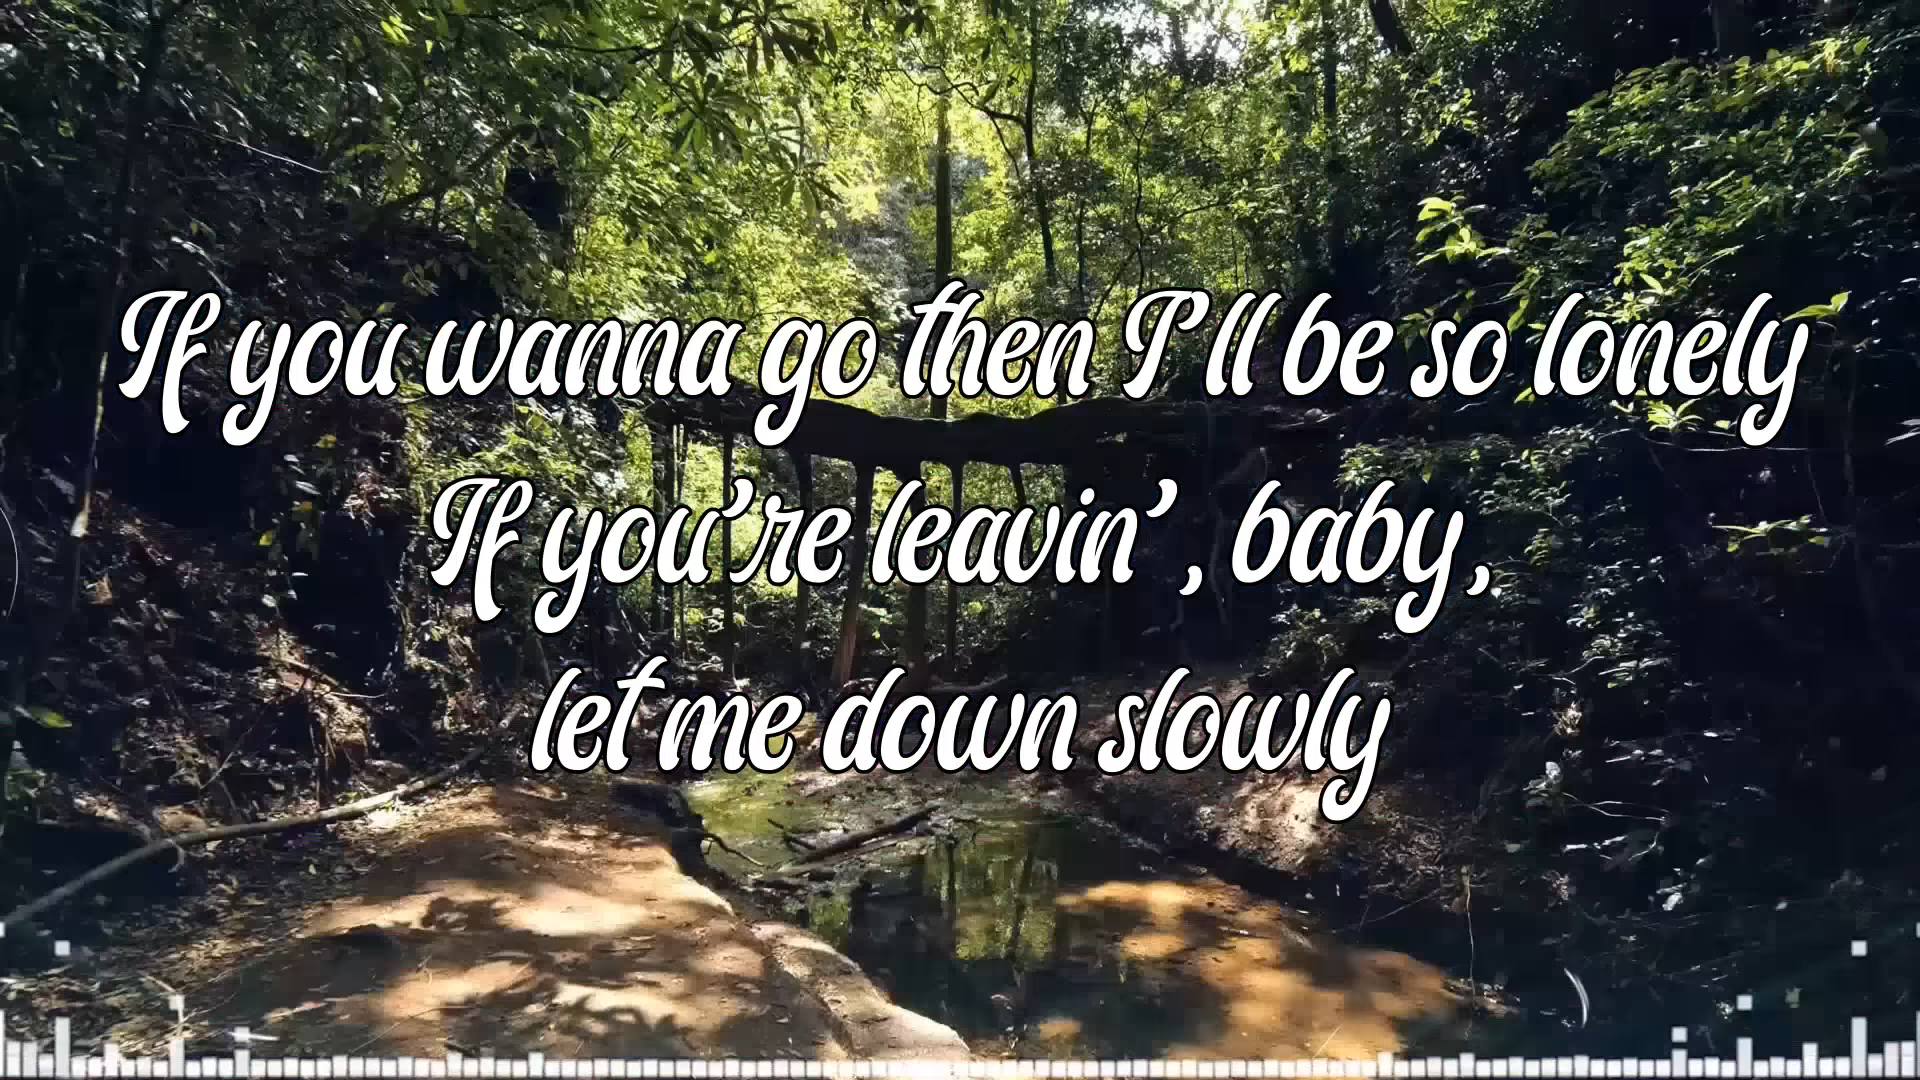 If you wanna go then I'll be so lonely
If you're leavin', baby,
let me down slowly